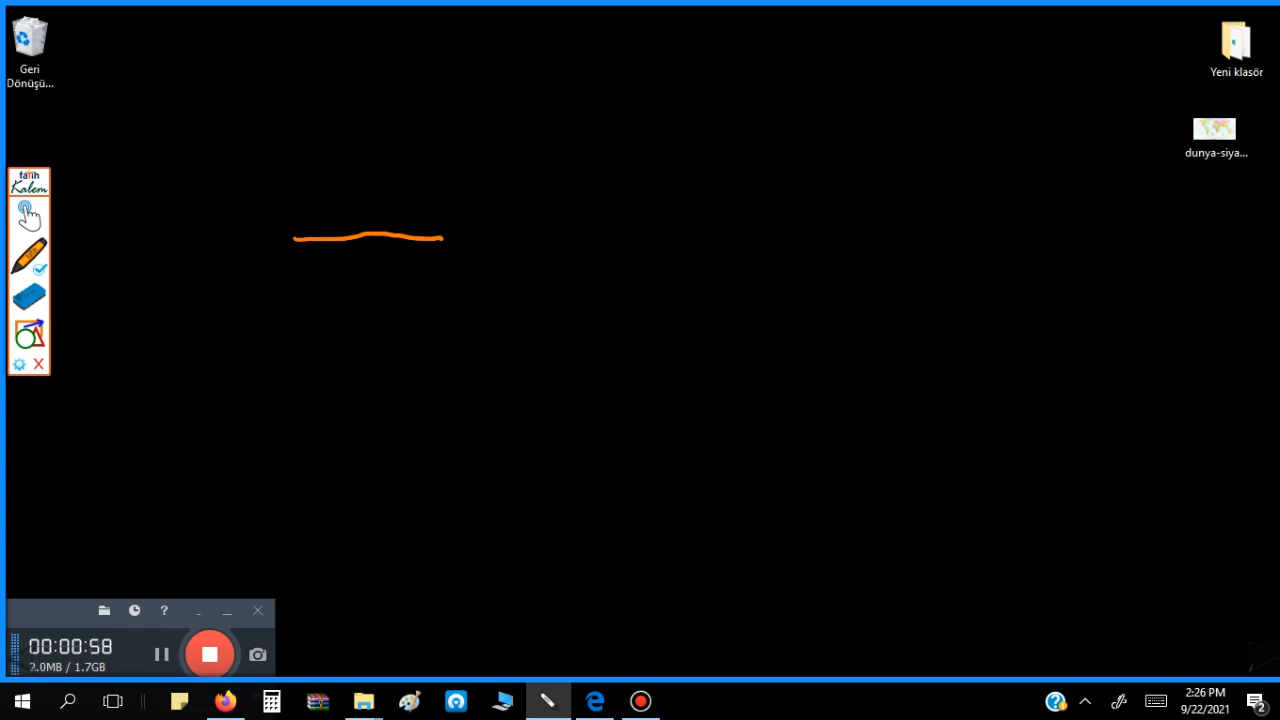 Geri
Dönüşü...
Yeni klasör
dunya-siya...
fatih
Kalem
00:00:58
2.0MB / 1.7GB
2:26 PM
9/22/2021
2